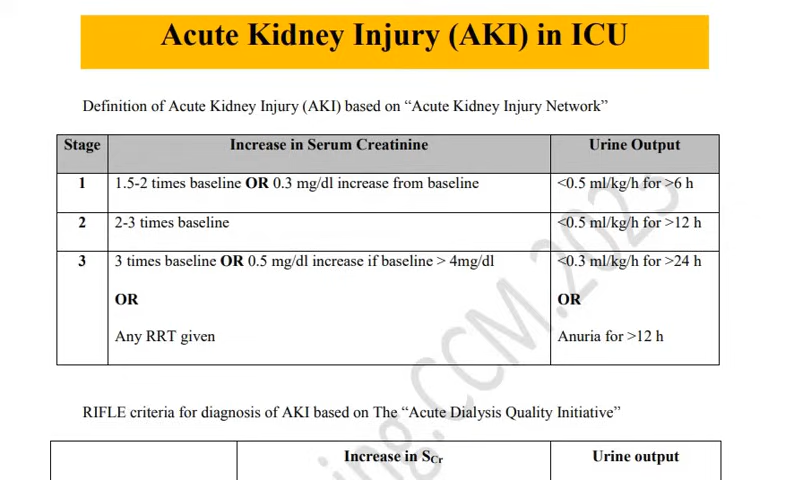 Acute Kidney Injury (AKI) in ICU
Definition of Acute Kidney Injury (AKI) based on “Acute Kidney Injury Network”
Stage Increase in Serum Creatinine Urine Output
1 1.5-2 times baseline OR 0.3 mg/dl increase from baseline <0.5 ml/kg/h for >6 h
2 2-3 times baseline <0.5 ml/kg/h for >12 h
3 3 times baseline OR 0.5 mg/dl increase if baseline > 4mg/dl <0.3 ml/kg/h for >24 h
OR OR
Any RRT given Anuria for >12 h
RIFLE criteria for diagnosis of AKI based on The “Acute Dialysis Quality Initiative”
Increase in SCr Urine output
ing.CCM.2023